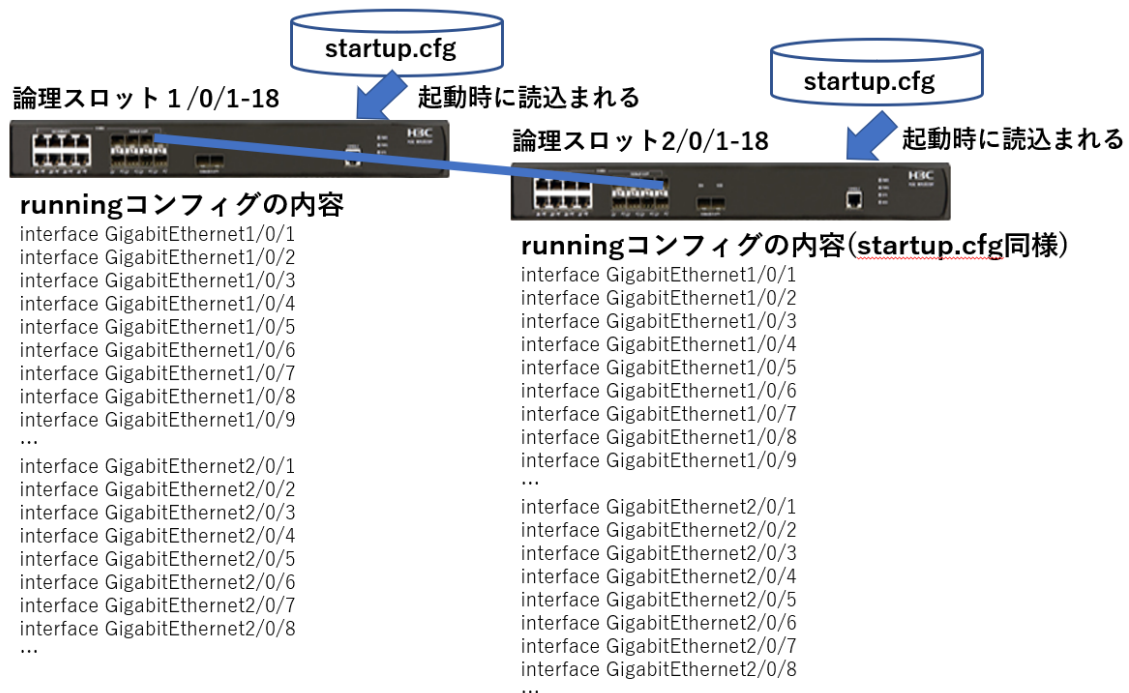 startup.cfg
論理スロット１/0/1-18
起動時に読込まれる
H3C
runningコンフィグの内容
interface GigabitEthernet1/0/1
interface GigabitEthernet1/0/2
interface GigabitEthernet1/0/3
interface GigabitEthernet1/0/4
interface GigabitEthernet1/0/5
interface GigabitEthernet1/0/6
interface GigabitEthernet1/0/7
interface GigabitEthernet1/0/8
interface GigabitEthernet1/0/9
…
interface GigabitEthernet2/0/1
interface GigabitEthernet2/0/2
interface GigabitEthernet2/0/3
interface GigabitEthernet2/0/4
interface GigabitEthernet2/0/5
interface GigabitEthernet2/0/6
interface GigabitEthernet2/0/7
interface GigabitEthernet2/0/8
…
startup.cfg
論理スロット2/0/1-18
起動時に読込まれる
H3C
runningコンフィグの内容(startup.cfg同様)
interface GigabitEthernet1/0/1
interface GigabitEthernet1/0/2
interface GigabitEthernet1/0/3
interface GigabitEthernet1/0/4
interface GigabitEthernet1/0/5
interface GigabitEthernet1/0/6
interface GigabitEthernet1/0/7
interface GigabitEthernet1/0/8
interface GigabitEthernet1/0/9
…
interface GigabitEthernet2/0/1
interface GigabitEthernet2/0/2
interface GigabitEthernet2/0/3
interface GigabitEthernet2/0/4
interface GigabitEthernet2/0/5
interface GigabitEthernet2/0/6
interface GigabitEthernet2/0/7
interface GigabitEthernet2/0/8
…